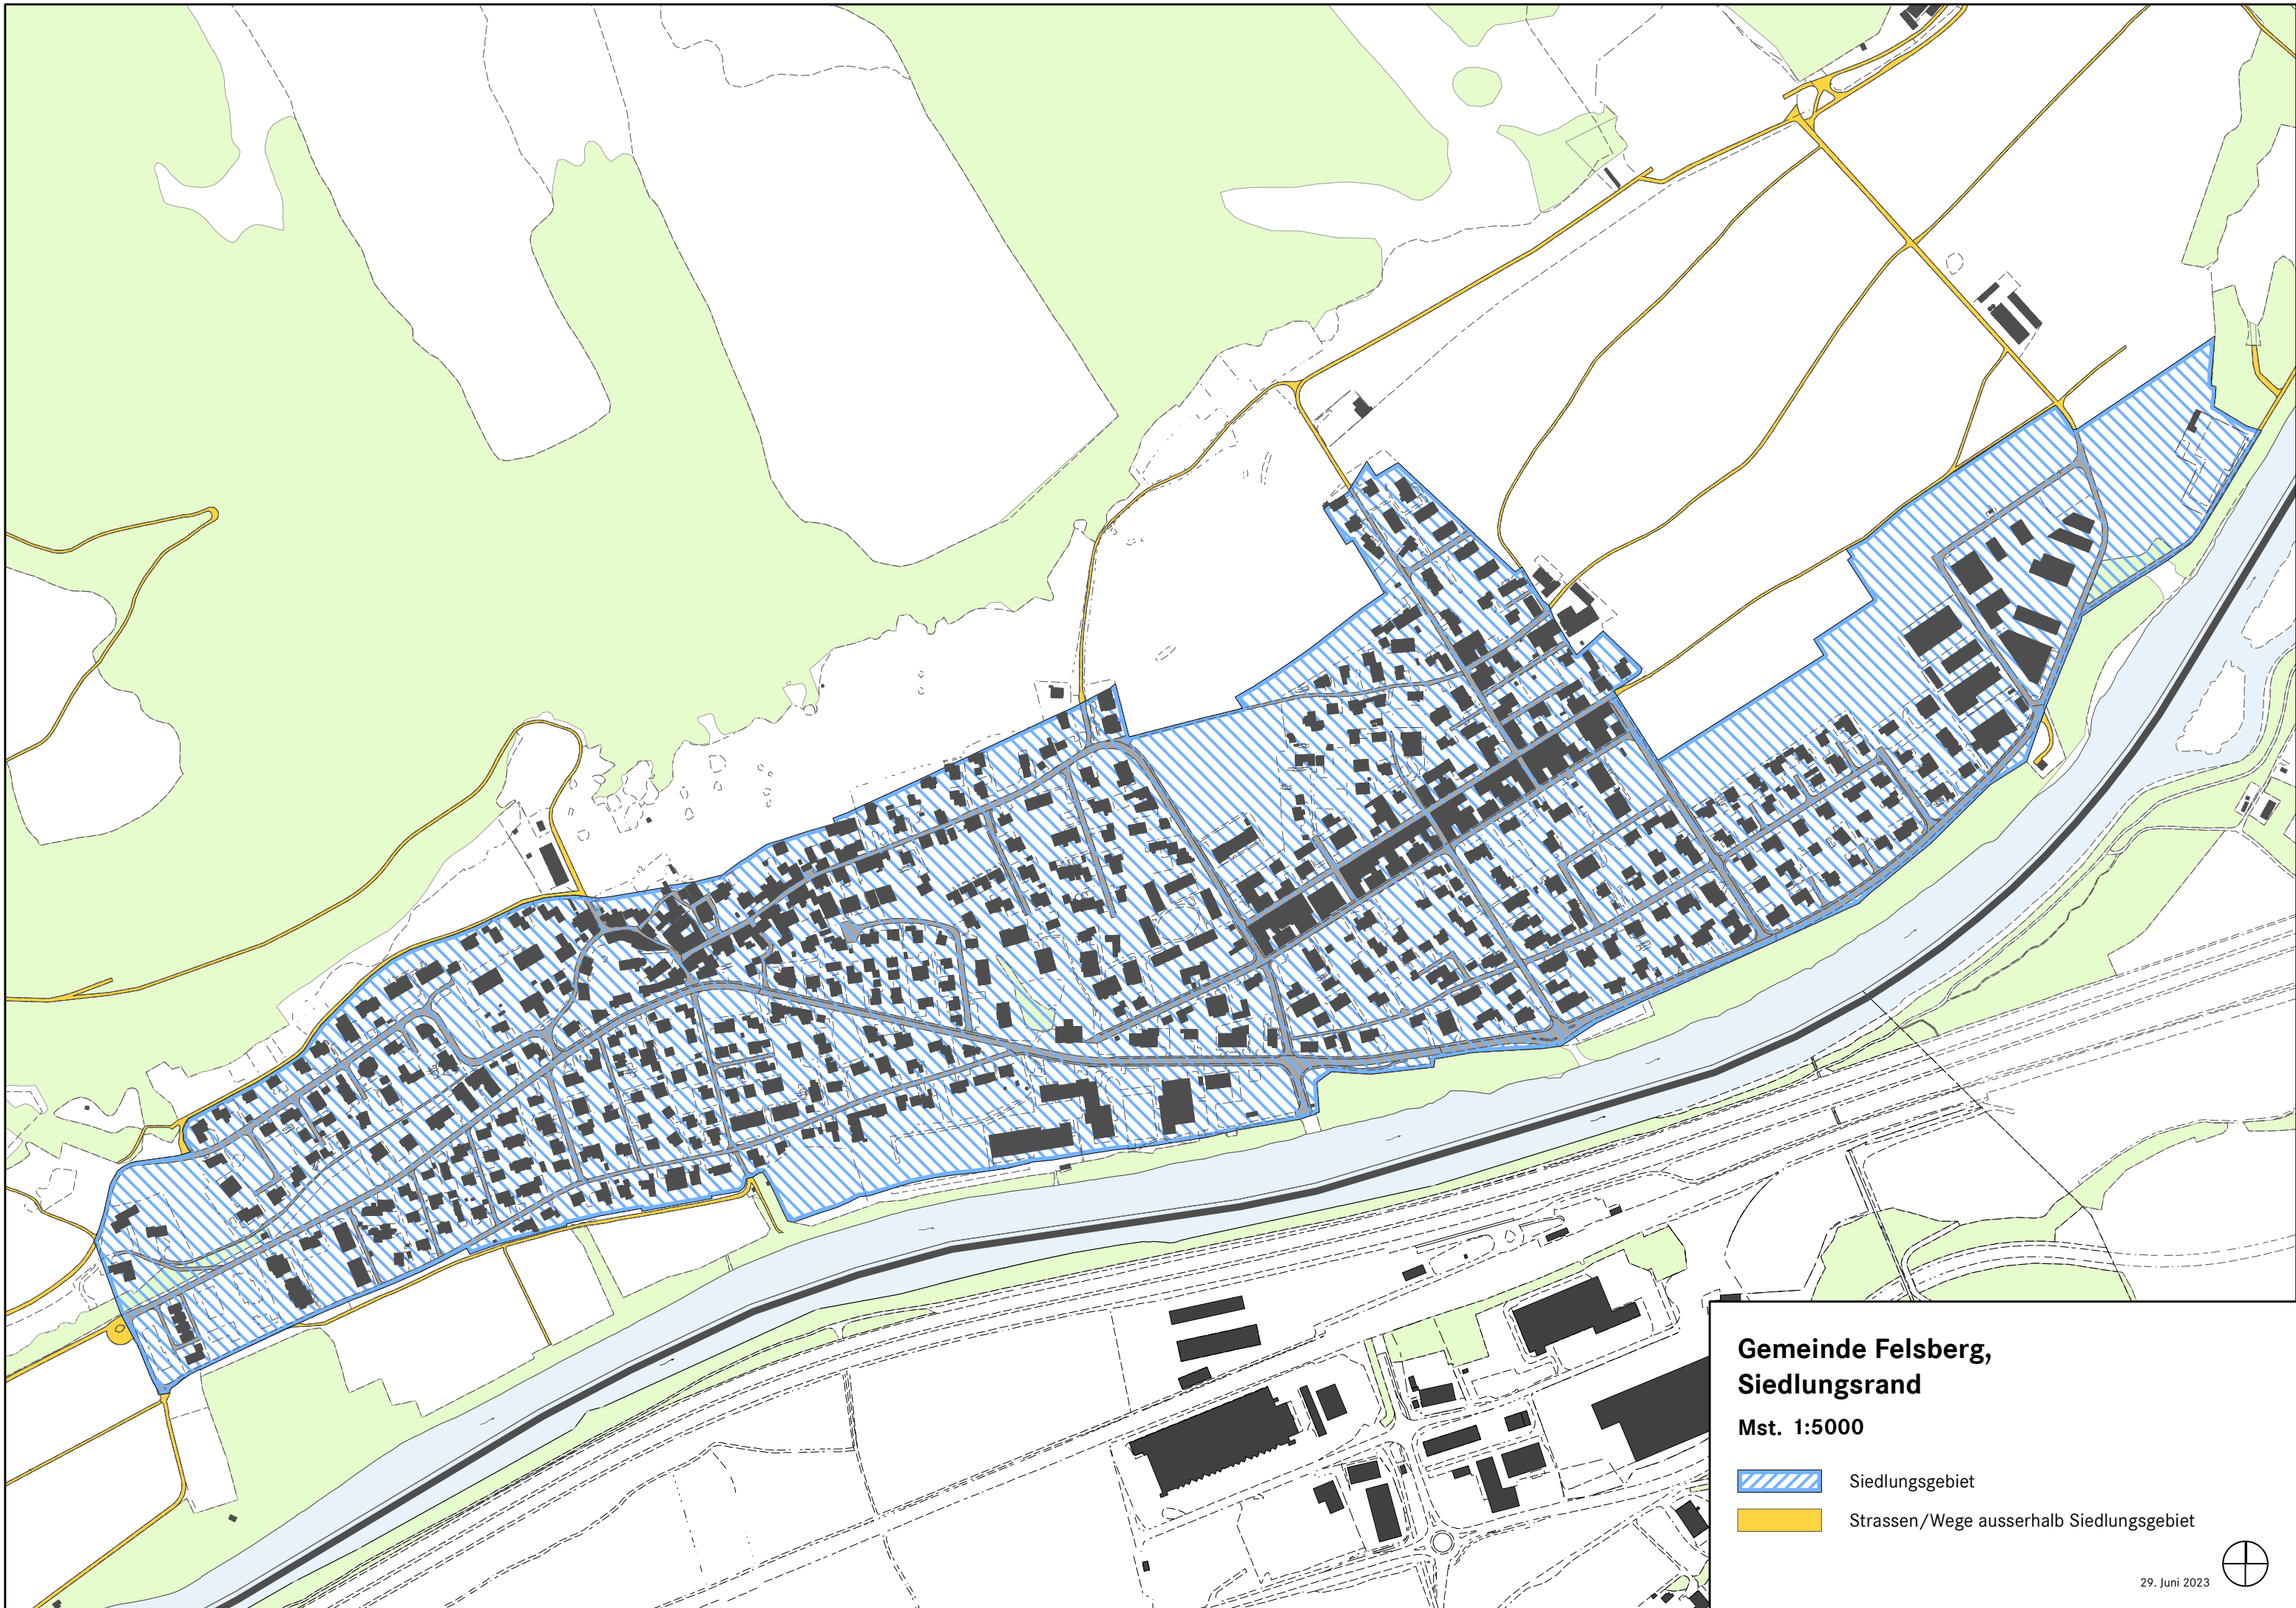 Gemeinde Felsberg,
Siedlungsrand
Mst. 1:5000
Siedlungsgebiet
Strassen/Wege ausserhalb Siedlungsgebiet
29. Juni 2023